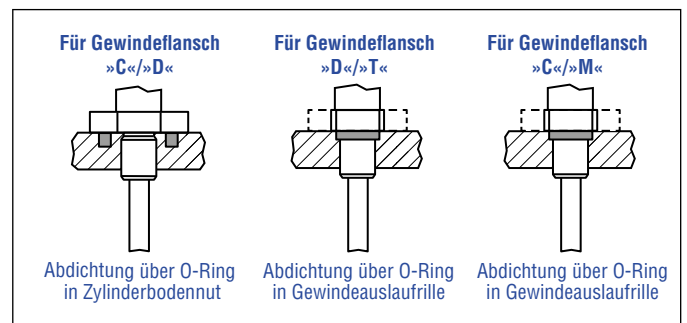 Für Gewindeflansch
»C«/»D«
Abdichtung über O-Ring
in Zylinderbodennut
Für Gewindeflansch
»D«/»T«
Abdichtung über O-Ring
in Gewindeauslaufrille
Für Gewindeflansch
»C«/»M«
Abdichtung über O-Ring
in Gewindeauslaufrille